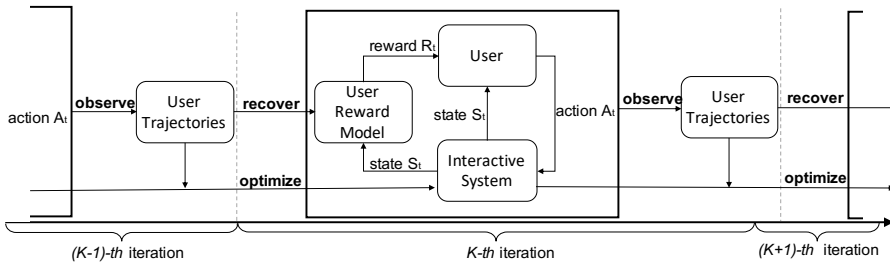 action At
observe
User
Trajectories
recover
User
Reward
Model
reward Rt
User
state St
state St
Interactive
System
action At
observe
User
Trajectories
recover
optimize
optimize
(K-1)-th iteration
K-th iteration
(K+1)-th iteration